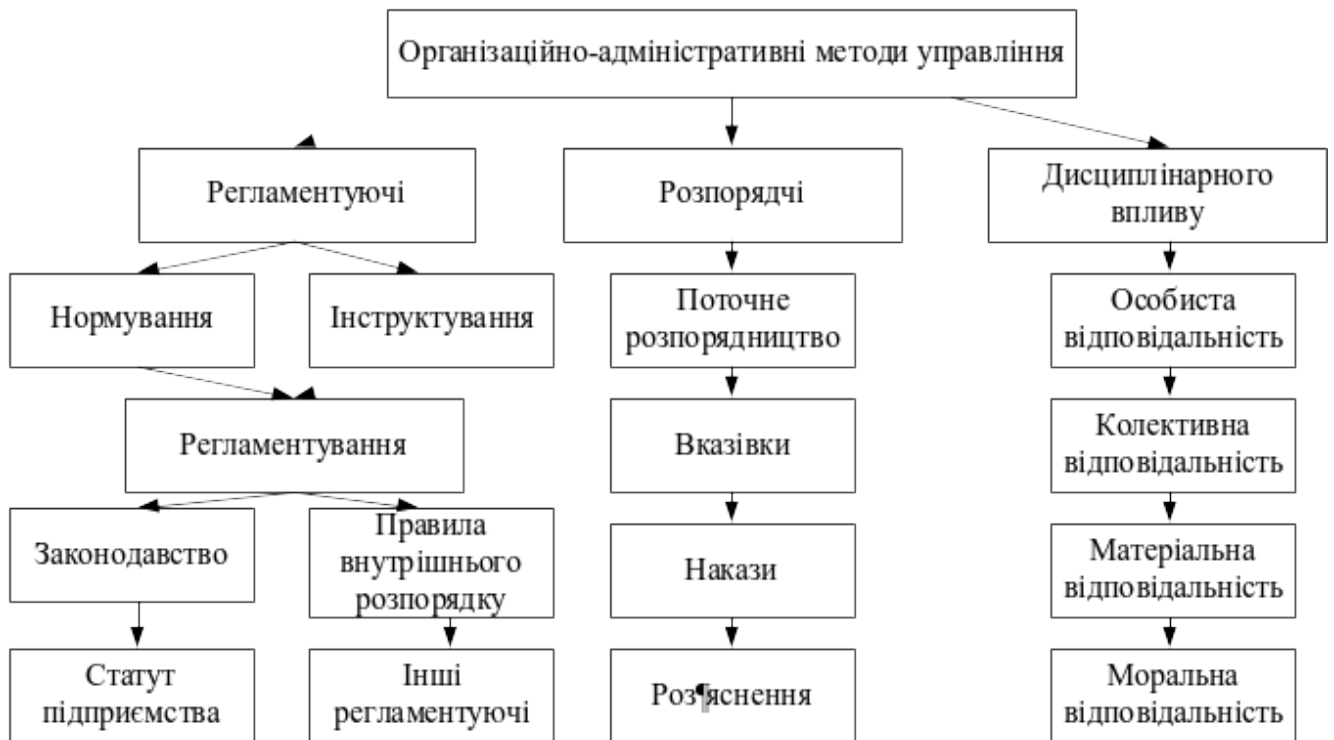 Організаційно-адміністративні методи управління
Регламентуючі
Розпорядчі
Дисциплінарного
впливу
Нормування
Інструктування
Поточне
розпорядництво
Особиста
відповідальність
Регламентування
Вказівки
Колективна
відповідальність
Законодавство
Правила
внутрішнього
розпорядку
Накази
Матеріальна
відповідальність
Статут
підприємства
Інші
регламентуючі
Роз¶яснення
Моральна
відповідальність